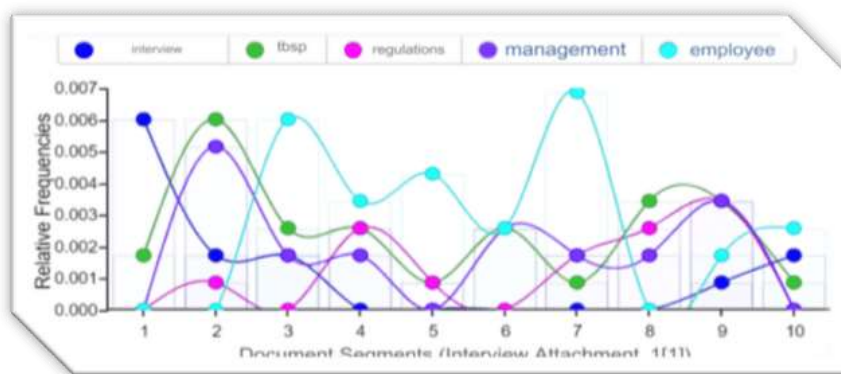 interview tbsp regulations management employee
0.007
0.006
0.005
0.004
0.003
0.002
0.001
0.000
Relative Frequencies
1 2 3 4 5 6 7 8 9 10
Document Segments (Interview Attachment_1[1])